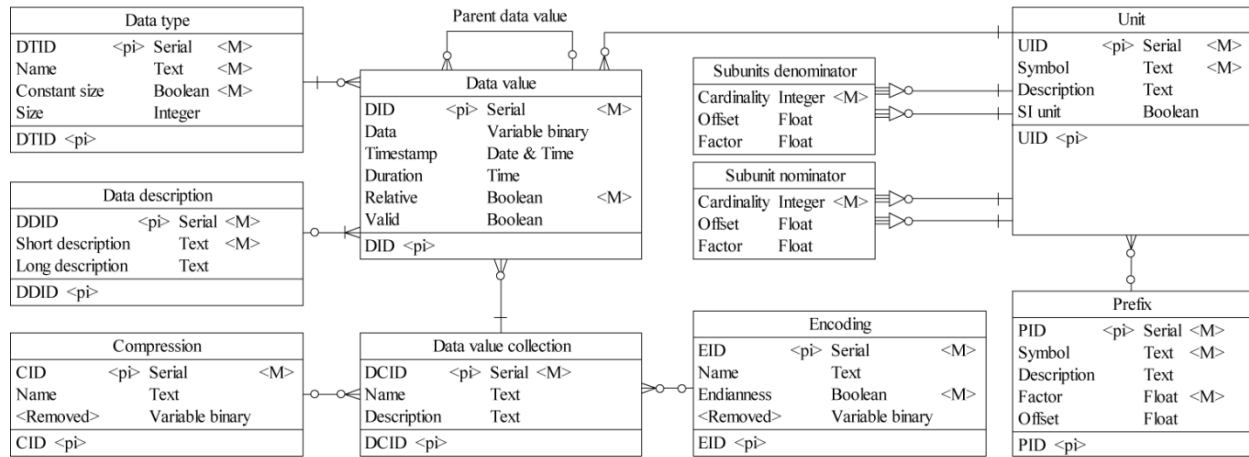 Data type
DTID <pi> Serial <M>
Name Text <M>
Constant size Boolean <M>
Size Integer
DTID <pi>
Parent data value
Data value
DID <pi> Serial <M>
Data Variable binary
Timestamp Date & Time
Duration Time
Relative Boolean <M>
Valid Boolean
DID <pi>
Subunits denominator
Cardinality Integer <M>
Offset Float
Factor Float
Unit
UID <pi> Serial <M>
Symbol Text <M>
Description Text
SI unit Boolean
UID <pi>
Data description
DDID <pi> Serial <M>
Short description Text <M>
Long description Text
DDID <pi>
Subunit nominator
Cardinality Integer <M>
Offset Float
Factor Float
Compression
CID <pi> Serial <M>
Name Text
<Removed> Variable binary
CID <pi>
Data value collection
DCID <pi> Serial <M>
Name Text
Description Text
DCID <pi>
Encoding
EID <pi> Serial <M>
Name Text
Endianness Boolean <M>
<Removed> Variable binary
EID <pi>
Prefix
PID <pi> Serial <M>
Symbol Text <M>
Description Text
Factor Float <M>
Offset Float
PID <pi>